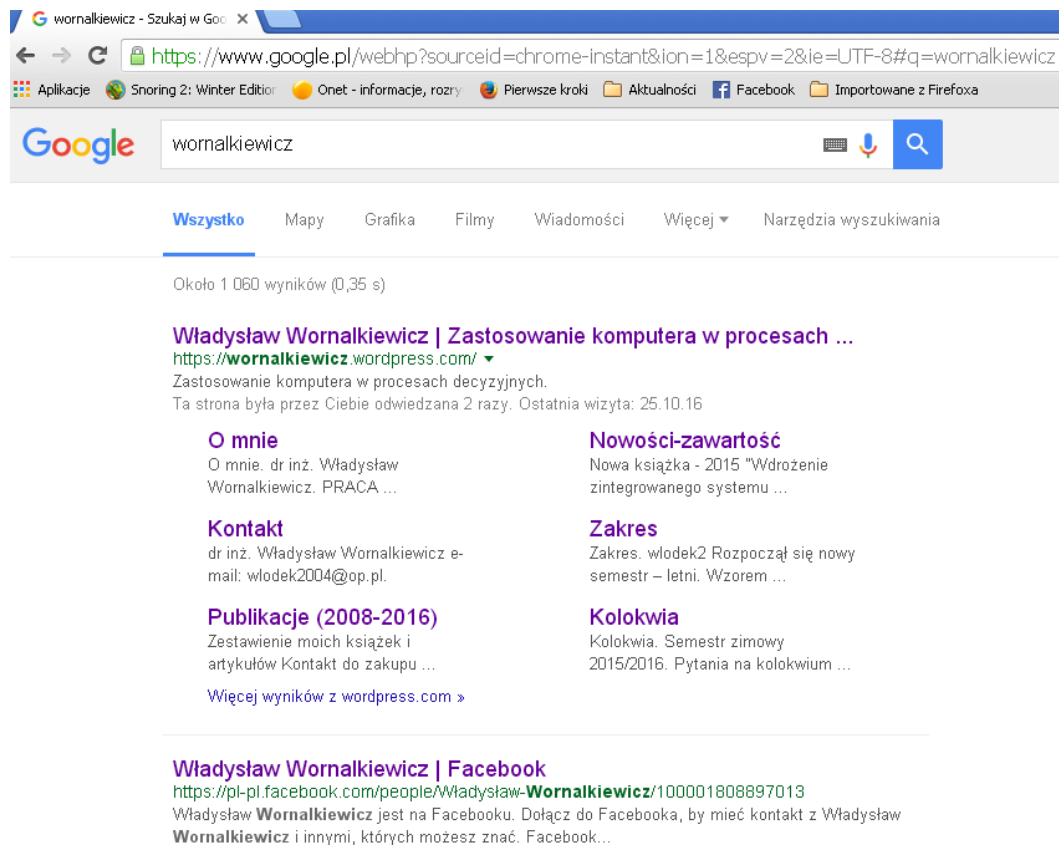 wornalkiewicz - Szukaj w Goo
https://www.google.pl/webhp?sourceid=chrome-instant&ion=1&espv=2&ie=UTF-8#q=wornalkiewicz
Aplikacje Snoring 2: Winter Edition Onet - informacje, rozry Pierwsze kroki Aktualności Facebook Importowane z Firefoxa
Google wornalkiewicz
Wszystko Mapy Grafika Filmy Wiadomości Więcej Narzędzia wyszukiwania
Około 1 060 wyników (0,35 s)
Władysław Wornalkiewicz | Zastosowanie komputera w procesach ...
https://wornalkiewicz.wordpress.com/
Zastosowanie komputera w procesach decyzyjnych.
Ta strona była przez Ciebie odwiedzana 2 razy. Ostatnia wizyta: 25.10.16
O mnie
O mnie. dr inż. Władysław
Wornalkiewicz. PRACA ...
Nowości-zawartość
Nowa książka - 2015 "Wdrożenie
zintegrowanego systemu ...
Kontakt
dr inż. Władysław Wornalkiewicz e-
mail: wlodek2004@op.pl.
Zakres
Zakres. wlodek2 Rozpoczął się nowy
semestr – letni. Wzorem ...
Publikacje (2008-2016)
Zestawienie moich książek i
artykułów Kontakt do zakupu ...
Kolokwia
Kolokwia. Semestr zimowy
2015/2016. Pytania na kolokwium ...
Więcej wyników z wordpress.com »
Władysław Wornalkiewicz | Facebook
https://pl-pl.facebook.com/people/Władysław-Wornalkiewicz/100001808897013
Władysław Wornalkiewicz jest na Facebooku. Dołącz do Facebooka, by mieć kontakt z Władysław
Wornalkiewicz i innymi, których możesz znać. Facebook...